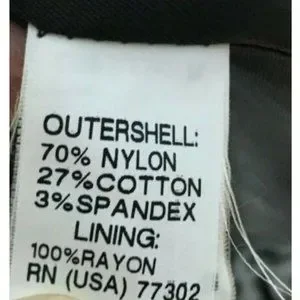 OUTERSHELL:
70% NYLON
27%COTTON
3%SPANDEX
LINING:
100%RAYON
RN (USA) 77302